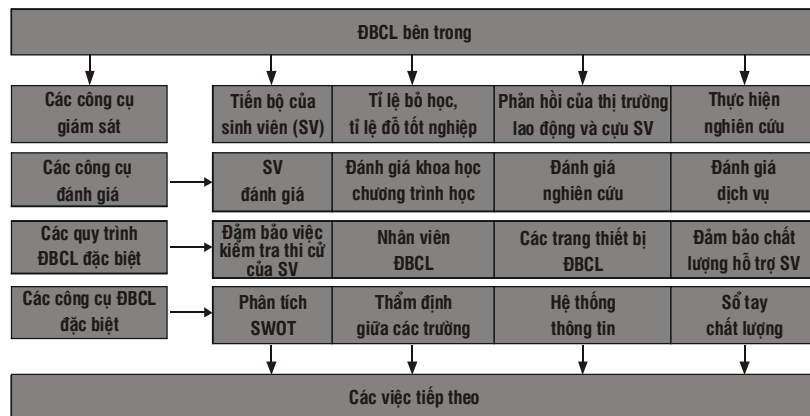 ĐBCL bên trong
Các công cụ
giám sát
Tiến bộ của
sinh viên (SV)
Tỉ lệ bỏ học,
tỉ lệ đỗ tốt nghiệp
Phản hồi của thị trường
lao động và cựu SV
Thực hiện
nghiên cứu
Các công cụ
đánh giá
SV
đánh giá
Đánh giá khoa học
chương trình học
Đánh giá
nghiên cứu
Đánh giá
dịch vụ
Các quy trình
ĐBCL đặc biệt
Đảm bảo việc
kiểm tra thi cử
của SV
Nhân viên
ĐBCL
Các trang thiết bị
ĐBCL
Đảm bảo chất
lượng hỗ trợ SV
Các công cụ ĐBCL
đặc biệt
Phân tích
SWOT
Thẩm định
giữa các trường
Hệ thống
thông tin
Sổ tay
chất lượng
Các việc tiếp theo